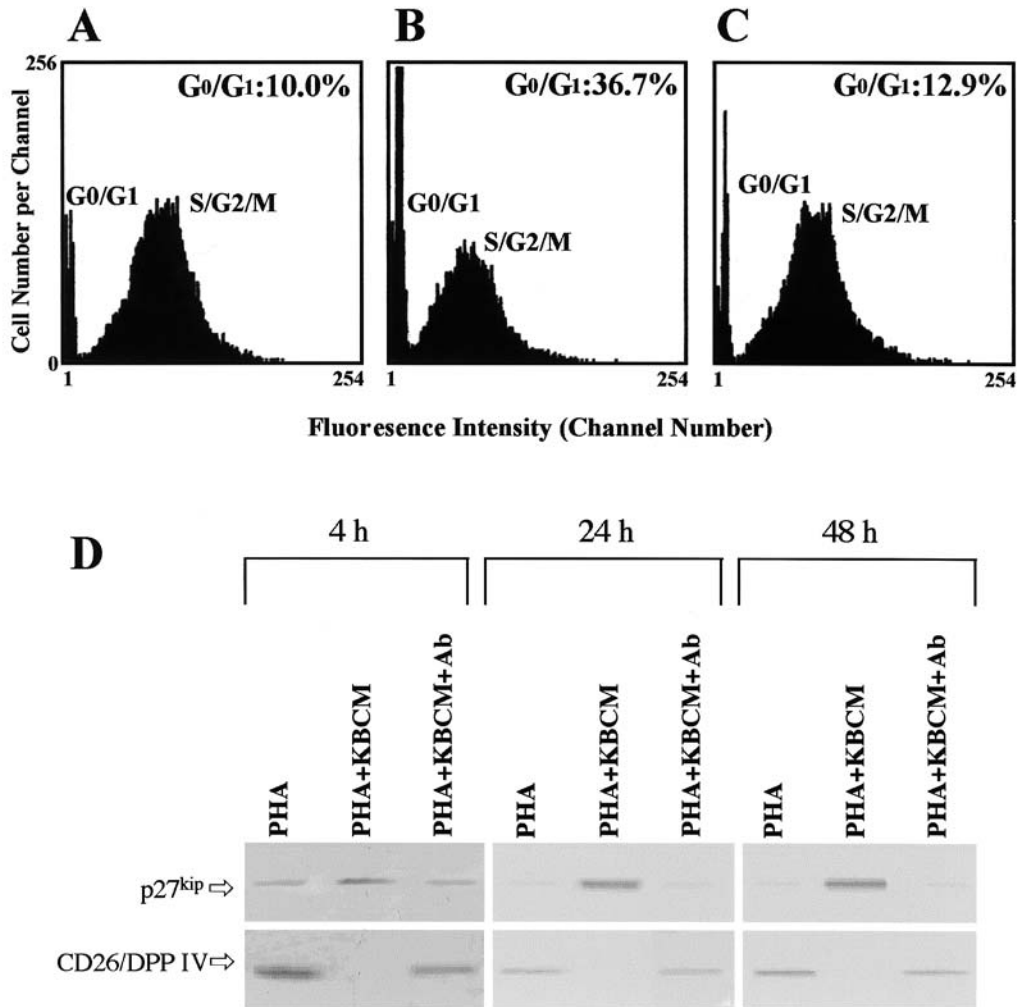 A
B
C
256
G0/G1:10.0%
G0/G1:36.7%
G0/G1:12.9%
G0/G1
S/G2/M
G0/G1
S/G2/M
G0/G1
S/G2/M
Cell Number per Channel
0
1
254
1
254
1
254
Fluoresence Intensity (Channel Number)
D
4 h
24 h
48 h
PHA
PHA+KBCM
PHA+KBCM+Ab
PHA
PHA+KBCM
PHA+KBCM+Ab
PHA
PHA+KBCM
PHA+KBCM+Ab
p27kip⇨
CD26/DPP IV⇨